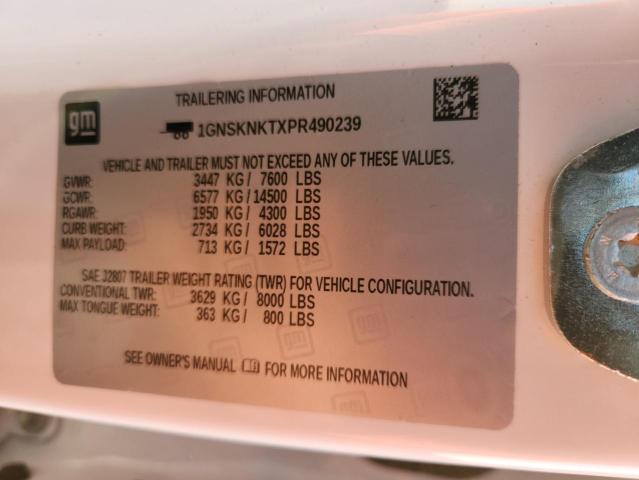 gm
TRAILERING INFORMATION
1GNSKNKTXPR490239
VEHICLE AND TRAILER MUST NOT EXCEED ANY OF THESE VALUES.
GVWR: 3447 KG / 7600 LBS
GCWR: 6577 KG / 14500 LBS
RGAWR: 1950 KG / 4300 LBS
CURB WEIGHT: 2734 KG / 6028 LBS
MAX PAYLOAD: 713 KG / 1572 LBS
SAE J2807 TRAILER WEIGHT RATING (TWR) FOR VEHICLE CONFIGURATION.
CONVENTIONAL TWR: 3629 KG / 8000 LBS
MAX TONGUE WEIGHT: 363 KG / 800 LBS
SEE OWNER'S MANUAL FOR MORE INFORMATION